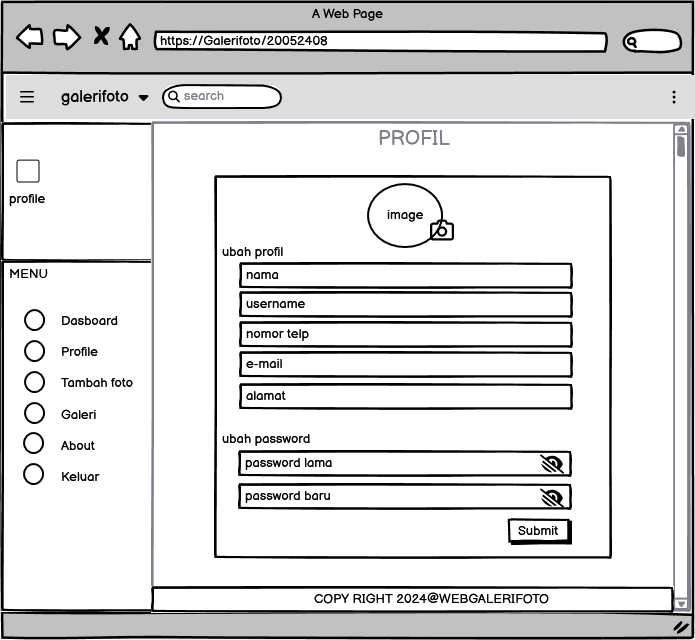 A Web Page
https://Galerifoto/20052408
galerifoto
search
PROFIL
profile
image
ubah profil
nama
username
nomor telp
e-mail
alamat
ubah password
password lama
password baru
Submit
MENU
Dasboard
Profile
Tambah foto
Galeri
About
Keluar
COPY RIGHT 2024@WEBGALERIFOTO